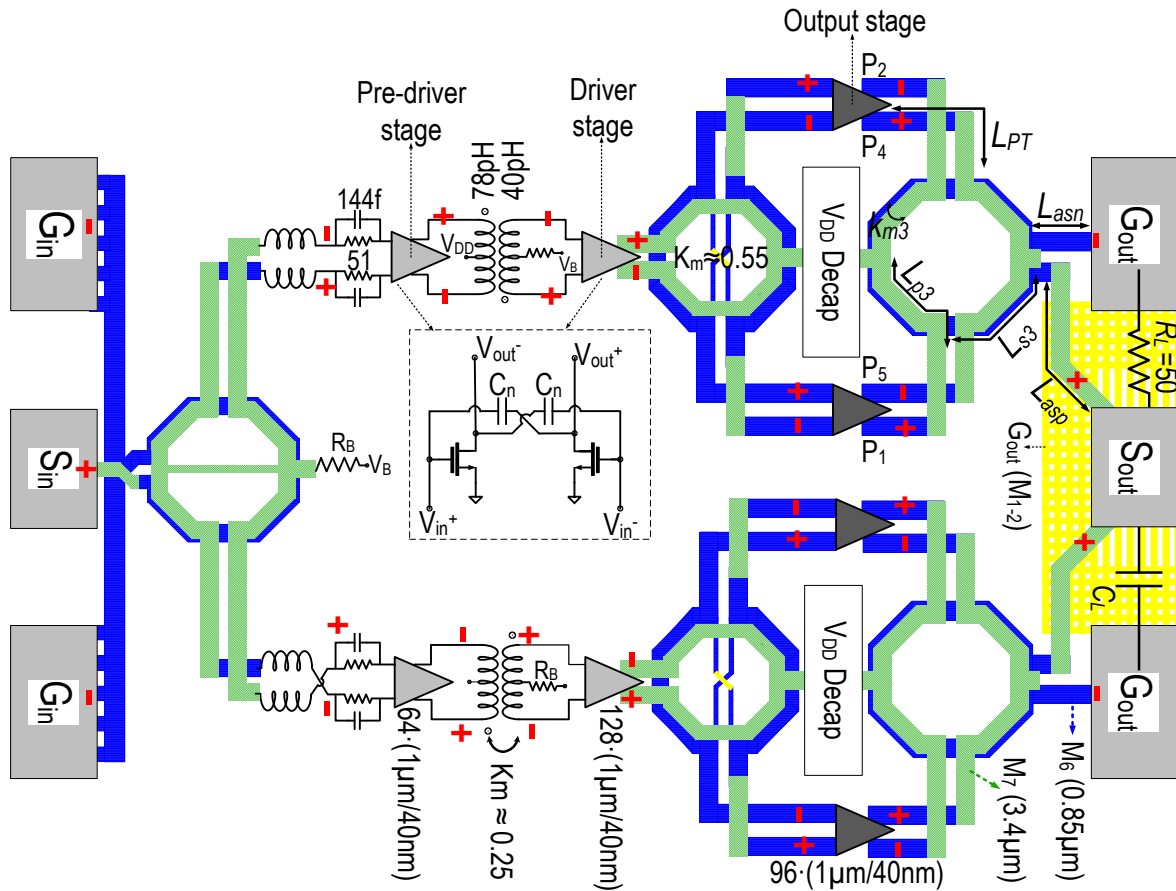 Output stage
P2
P4
LPT
Pre-driver
stage
Driver
stage
78pH
40pH
144f
51
VDD
VB
Km≈0.55
VDD Decap
km3
Lp3
Ls3
Lasn
Lasp
Gout
RL =50
Gin
Sin
RB
VB
Vout-
Vout+
Cn
Cn
Vin+
Vin-
P5
P1
Gout (M1-2)
Sout
CL
Gin
RB
64·(1µm/40nm)
Km ≈ 0.25
128·(1µm/40nm)
VDD Decap
96·(1µm/40nm)
M7 (3.4µm)
M6 (0.85µm)
Gout